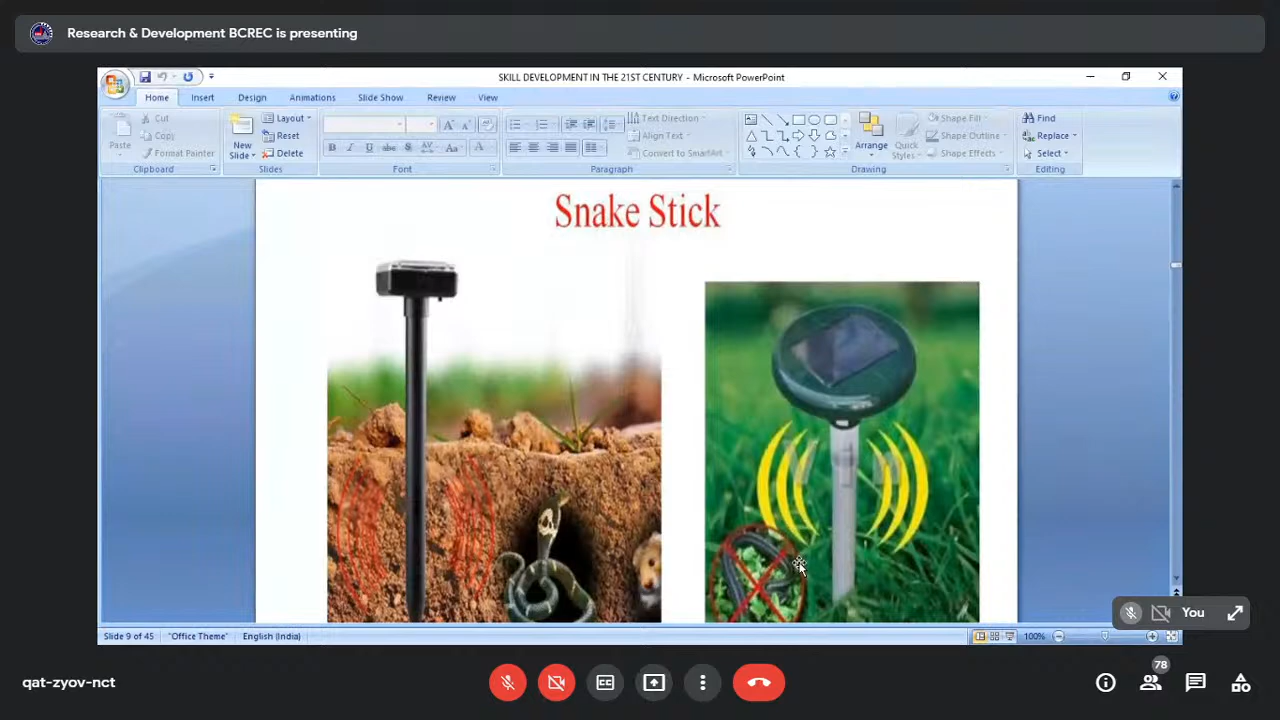 Research & Development BCREC is presenting
SKILL DEVELOPMENT IN THE 21ST CENTURY - Microsoft PowerPoint
Home Insert Design Animations Slide Show Review View
Paste
Cut
Copy
Format Painter
Clipboard
New Slide
Layout
Reset
Delete
Slides
Font
Text Direction
Align Text
Convert to SmartArt
Paragraph
Arrange
Quick Styles
Shape Fill
Shape Outline
Shape Effects
Drawing
Find
Replace
Select
Editing
Snake Stick
Slide 9 of 45 "Office Theme" English (India) 100%
You
78
qat-zyov-nct